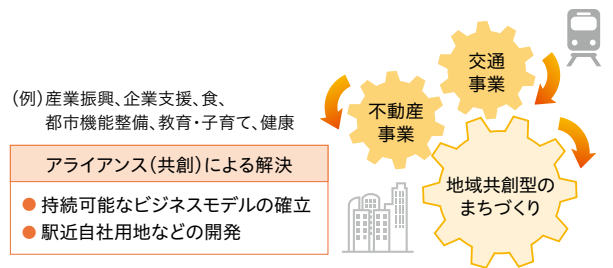 （例）産業振興、企業支援、食、
都市機能整備、教育・子育て、健康
アライアンス（共創）による解決
● 持続可能なビジネスモデルの確立
● 駅近自社用地などの開発
交通
事業
不動産
事業
地域共創型の
まちづくり